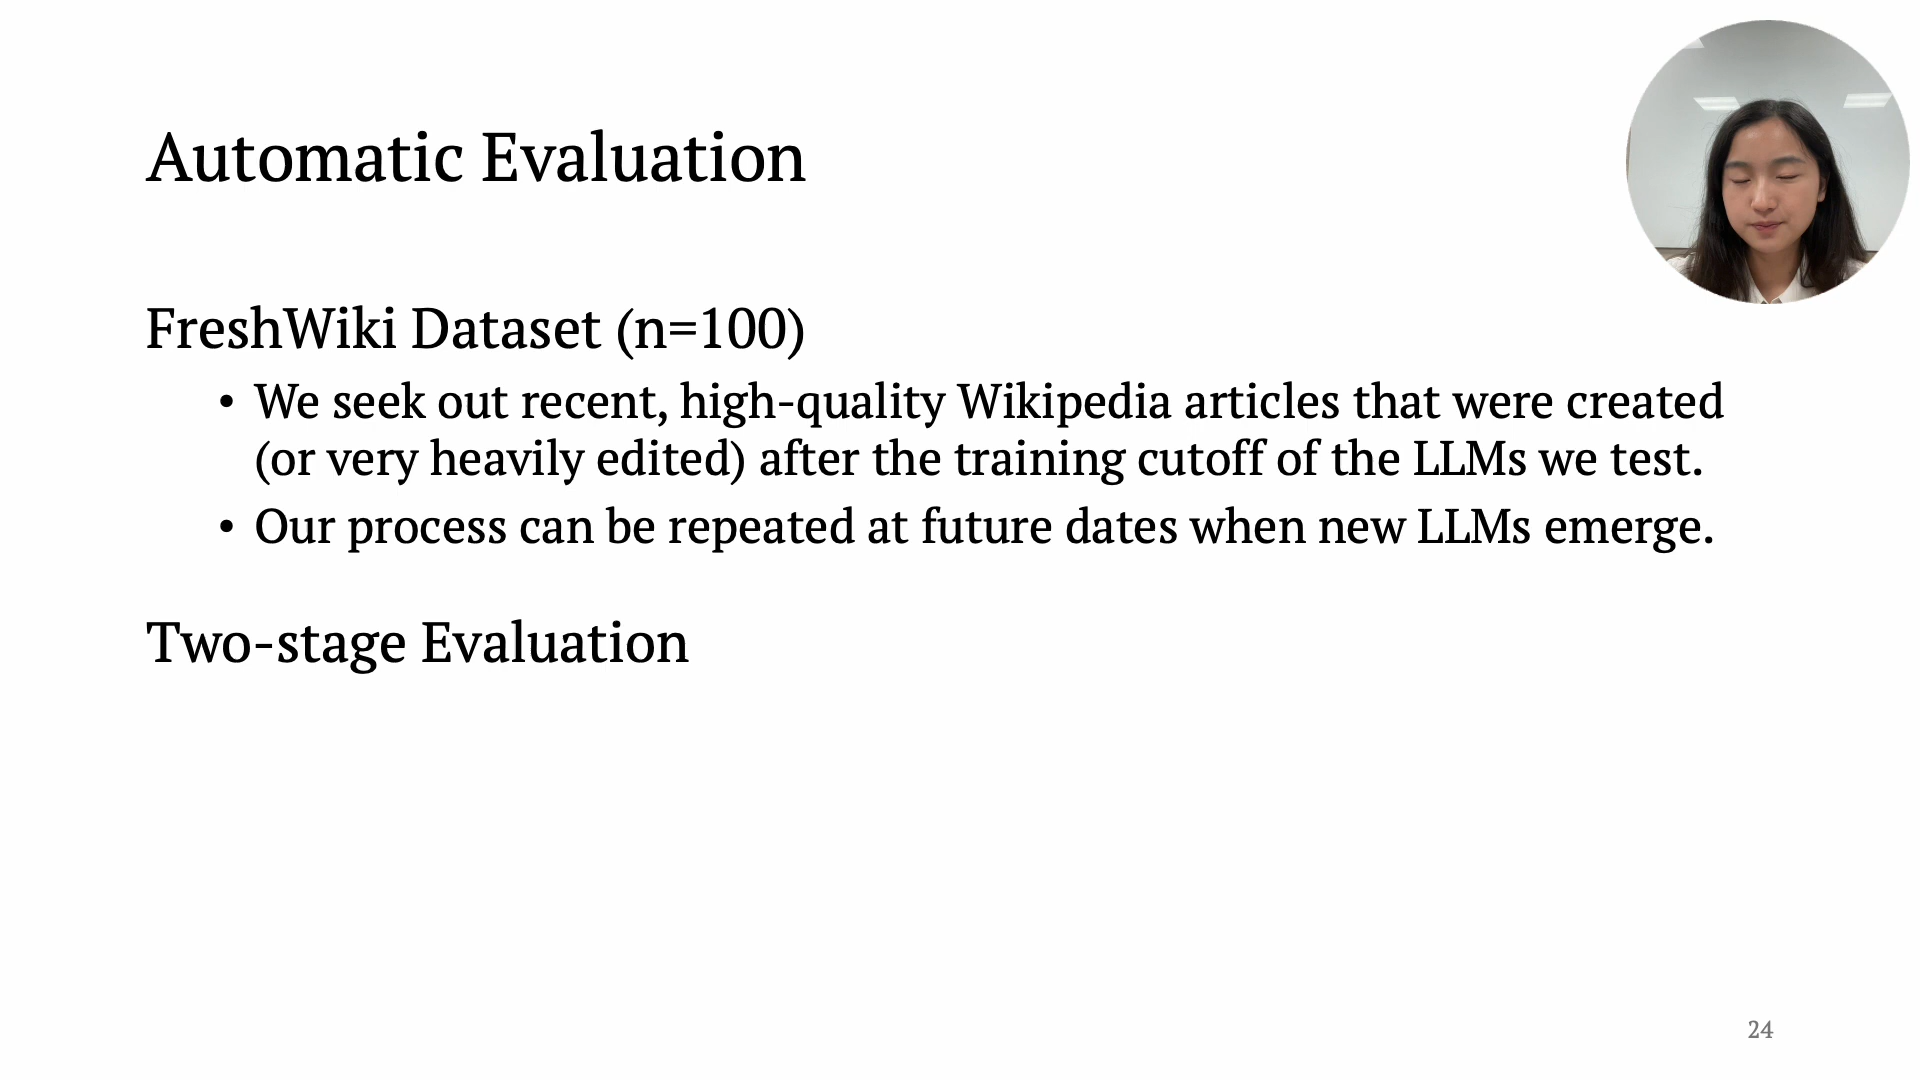 Automatic Evaluation
FreshWiki Dataset (n=100)
• We seek out recent, high-quality Wikipedia articles that were created
(or very heavily edited) after the training cutoff of the LLMs we test.
• Our process can be repeated at future dates when new LLMs emerge.
Two-stage Evaluation
24